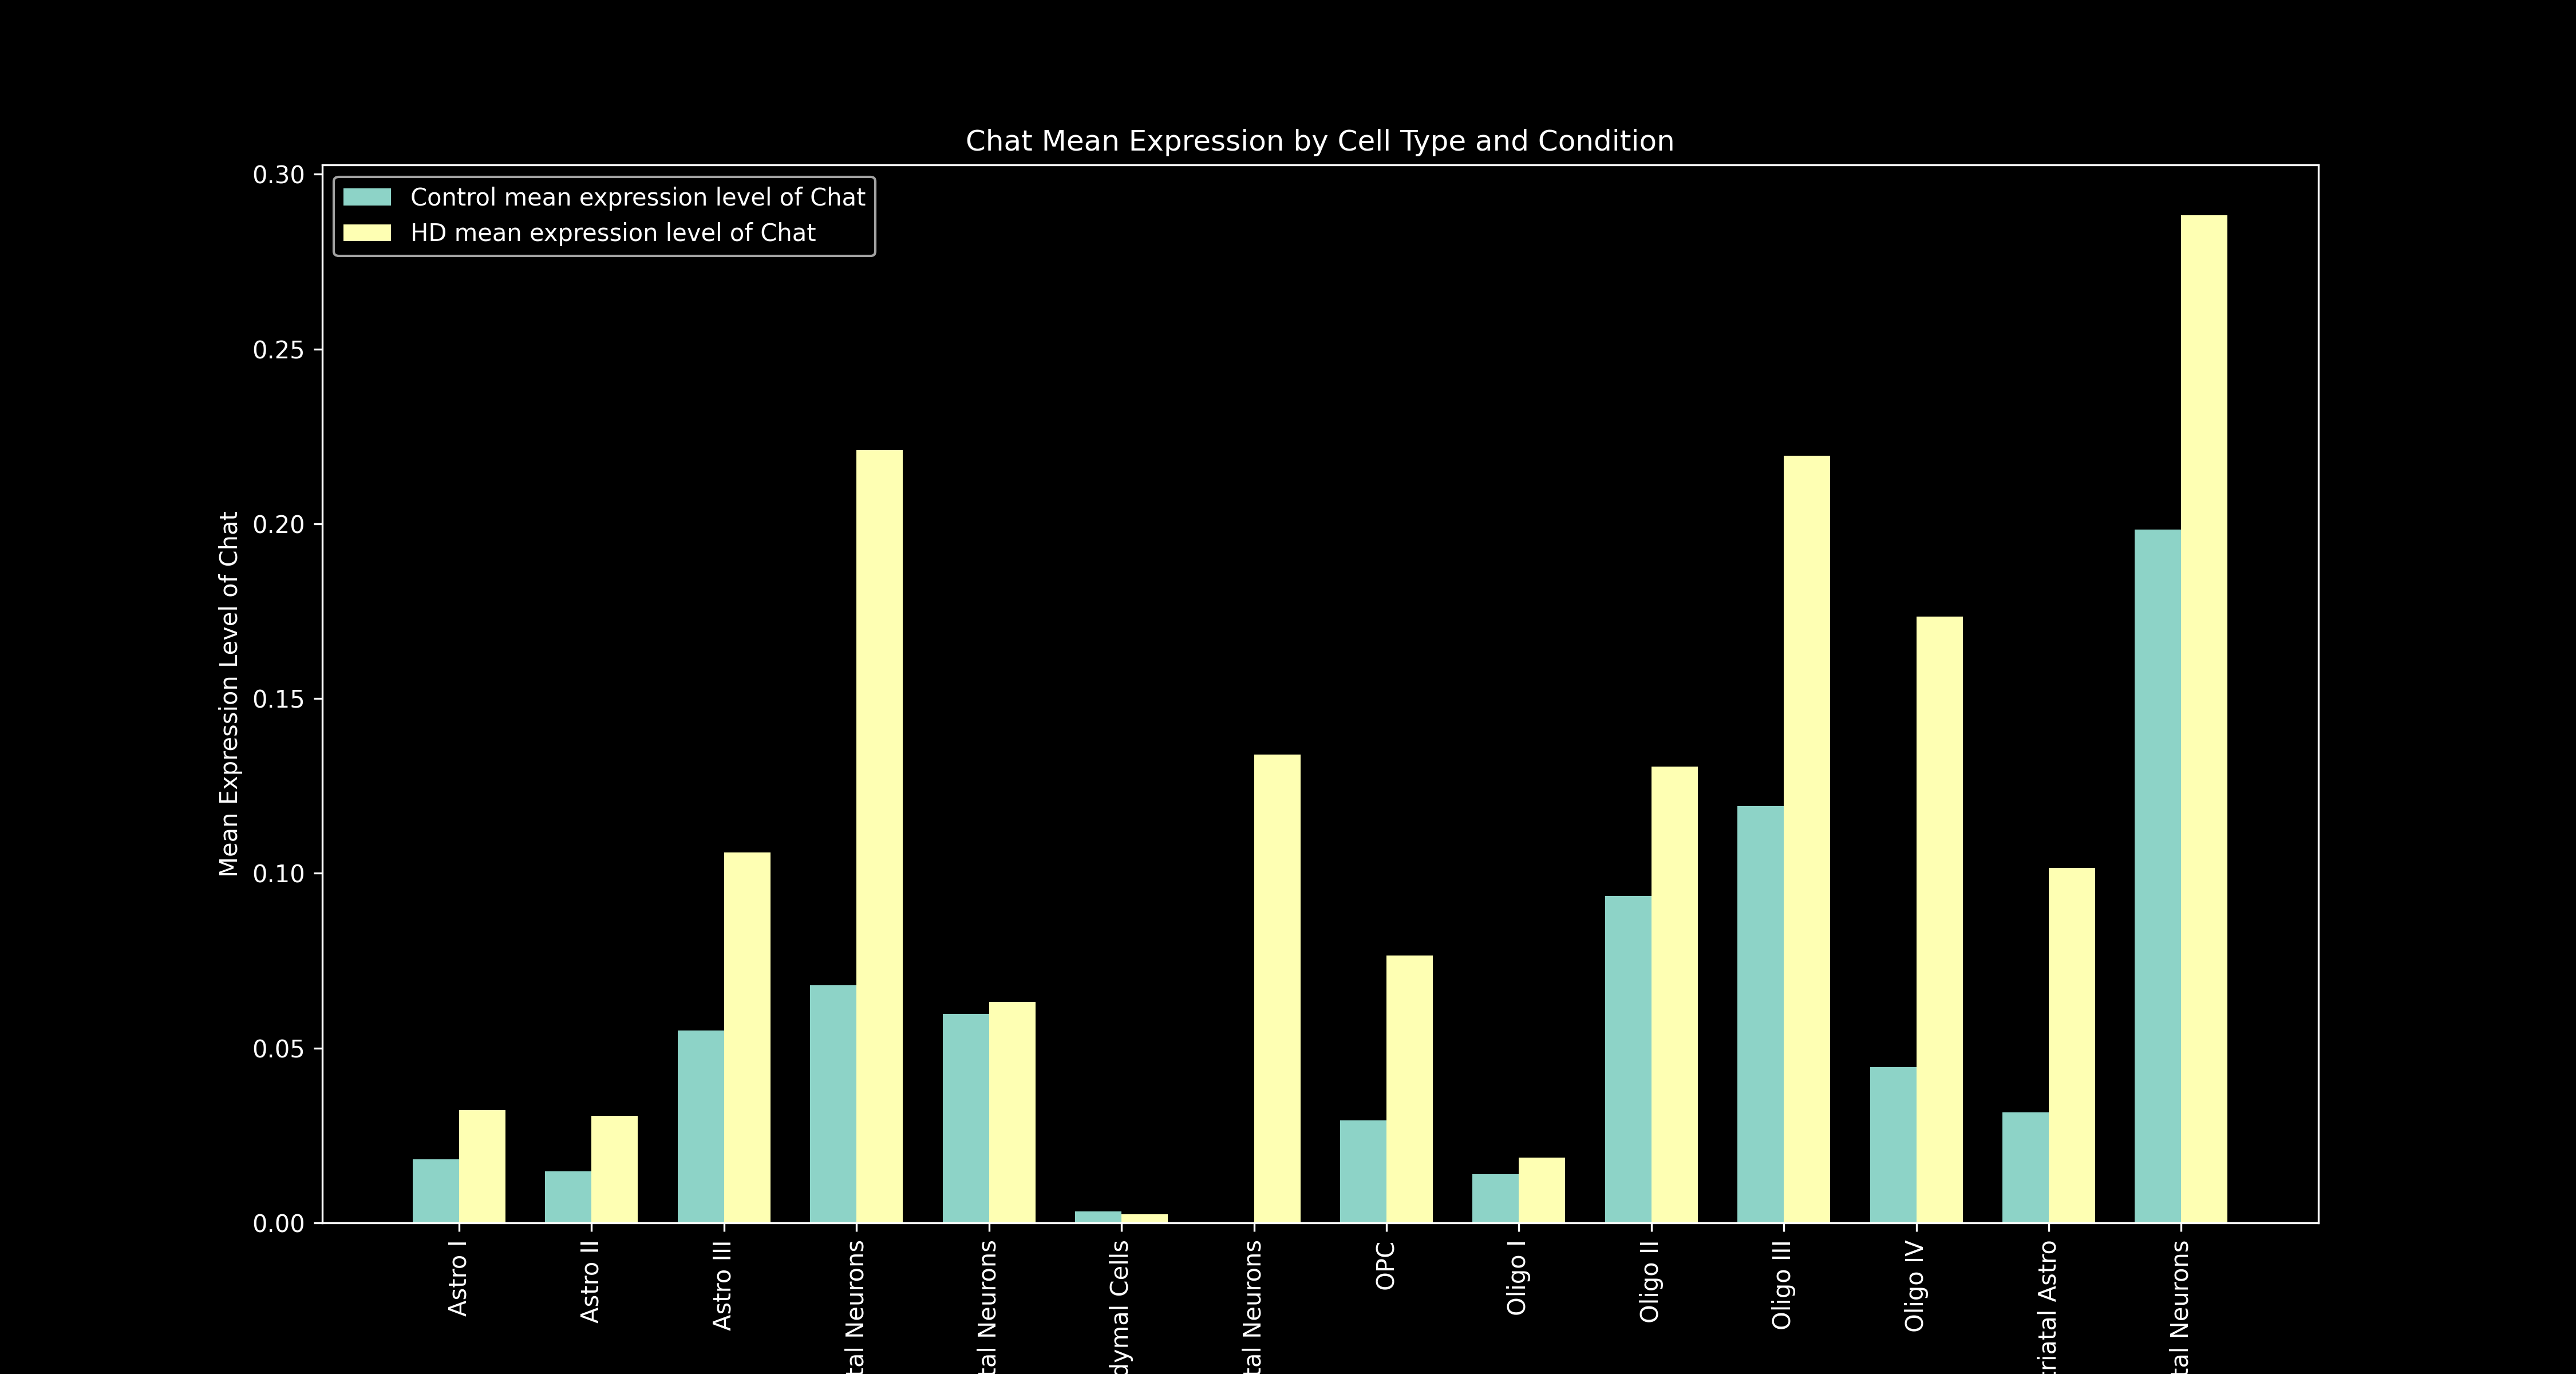 Chat Mean Expression by Cell Type and Condition
Control mean expression level of Chat
HD mean expression level of Chat
Mean Expression Level of Chat
0.30
0.25
0.20
0.15
0.10
0.05
0.00
Astro I
Astro II
Astro III
tal Neurons
tal Neurons
dymal Cells
tal Neurons
OPC
Oligo I
Oligo II
Oligo III
Oligo IV
riatal Astro
tal Neurons